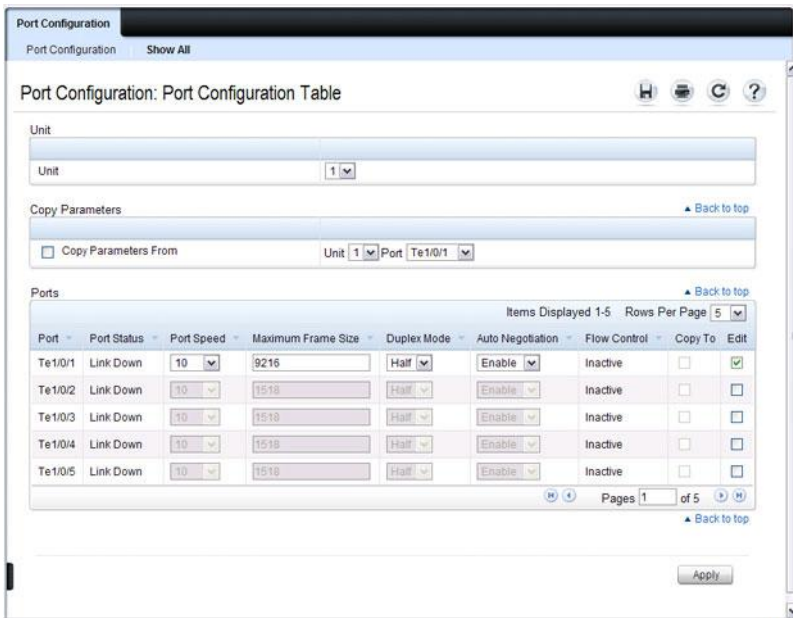 Port Configuration
Port Configuration Show All
Port Configuration: Port Configuration Table
Unit
Unit 1
Copy Parameters Back to top
Copy Parameters From Unit 1 Port Te1/0/1
Ports Back to top
Items Displayed 1-5 Rows Per Page 5
Port Port Status Port Speed Maximum Frame Size Duplex Mode Auto Negotiation Flow Control Copy To Edit
Te1/0/1 Link Down 10 9216 Half Enable Inactive
Te1/0/2 Link Down 10 1518 Half Enable Inactive
Te1/0/3 Link Down 10 1518 Half Enable Inactive
Te1/0/4 Link Down 10 1518 Half Enable Inactive
Te1/0/5 Link Down 10 1518 Half Enable Inactive
Pages 1 of 5
Back to top
Apply